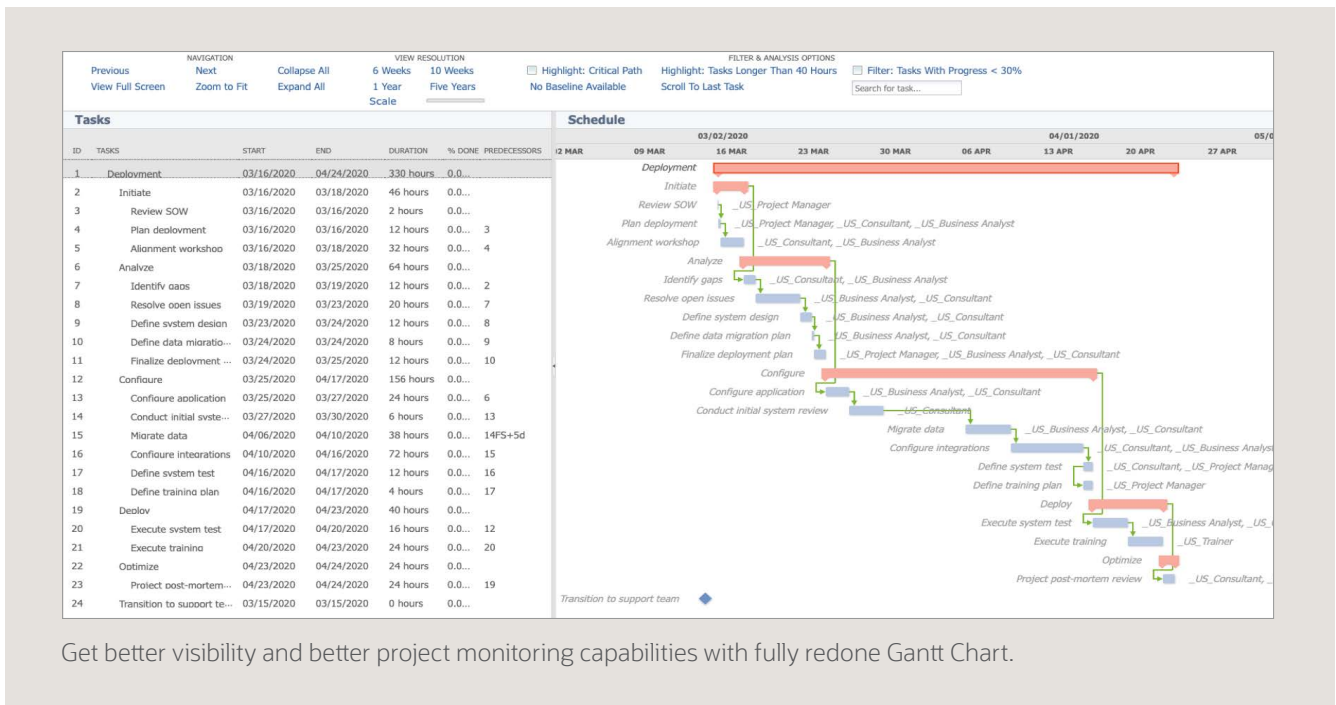 NAVIGATION VIEW RESOLUTION FILTER & ANALYSIS OPTIONS
Previous Next Collapse All 6 Weeks 10 Weeks Highlight: Critical Path Highlight: Tasks Longer Than 40 Hours Filter: Tasks With Progress < 30%
View Full Screen Zoom to Fit Expand All 1 Year Five Years No Baseline Available Scroll To Last Task Search for task...
Scale
Tasks Schedule
03/02/2020 04/01/2020 05/0
ID TASKS START END DURATION % DONE PREDECESSORS 2 MAR 09 MAR 16 MAR 23 MAR 30 MAR 06 APR 13 APR 20 APR 27 APR
1 Deployment 03/16/2020 04/24/2020 330 hours 0.0... Deployment
2 Initiate 03/16/2020 03/18/2020 46 hours 0.0... Initiate
3 Review SOW 03/16/2020 03/16/2020 2 hours 0.0... Review SOW _US_Project Manager
4 Plan deployment 03/16/2020 03/16/2020 12 hours 0.0... 3 Plan deployment _US_Project Manager, _US_Consultant, _US_Business Analyst
5 Alignment workshop 03/16/2020 03/18/2020 32 hours 0.0... 4 Alignment workshop _US_Consultant, _US_Business Analyst
6 Analyze 03/18/2020 03/25/2020 64 hours 0.0... Analyze
7 Identify gaps 03/18/2020 03/19/2020 12 hours 0.0... 2 Identify gaps _US_Consultant, _US_Business Analyst
8 Resolve open issues 03/19/2020 03/23/2020 20 hours 0.0... 7 Resolve open issues _US_Business Analyst, _US_Consultant
9 Define system design 03/23/2020 03/24/2020 12 hours 0.0... 8 Define system design _US_Business Analyst, _US_Consultant
10 Define data migratio... 03/24/2020 03/24/2020 8 hours 0.0... 9 Define data migration plan _US_Business Analyst, _US_Consultant
11 Finalize deployment ... 03/24/2020 03/25/2020 12 hours 0.0... 10 Finalize deployment plan _US_Project Manager, _US_Business Analyst, _US_Consultant
12 Configure 03/25/2020 04/17/2020 156 hours 0.0... Configure
13 Configure application 03/25/2020 03/27/2020 24 hours 0.0... 6 Configure application _US_Business Analyst, _US_Consultant
14 Conduct initial syste... 03/27/2020 03/30/2020 6 hours 0.0... 13 Conduct initial system review _US_Consultant
15 Migrate data 04/06/2020 04/10/2020 38 hours 0.0... 14FS+5d Migrate data _US_Business Analyst, _US_Consultant
16 Configure integrations 04/10/2020 04/16/2020 72 hours 0.0... 15 Configure integrations _US_Consultant, _US_Business Analyst
17 Define system test 04/16/2020 04/17/2020 12 hours 0.0... 16 Define system test _US_Consultant, _US_Project Manag
18 Define training plan 04/16/2020 04/17/2020 4 hours 0.0... 17 Define training plan _US_Project Manager
19 Deploy 04/17/2020 04/23/2020 40 hours 0.0... Deploy
20 Execute system test 04/17/2020 04/20/2020 16 hours 0.0... 12 Execute system test _US_Business Analyst, _US_C
21 Execute training 04/20/2020 04/23/2020 24 hours 0.0... 20 Execute training _US_Trainer
22 Optimize 04/23/2020 04/24/2020 24 hours 0.0... Optimize
23 Project post-mortem... 04/23/2020 04/24/2020 24 hours 0.0... 19 Project post-mortem review _US_Consultant, _
24 Transition to support te... 03/15/2020 03/15/2020 0 hours 0.0... Transition to support team
Get better visibility and better project monitoring capabilities with fully redone Gantt Chart.